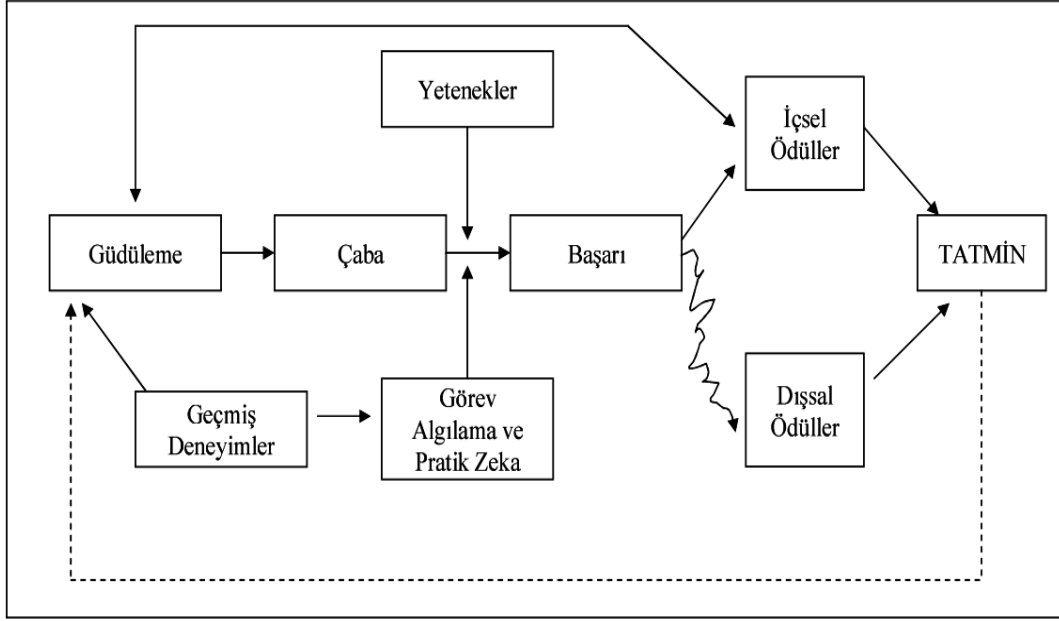 Yetenekler
İçsel
Ödüller
Güdüleme
Çaba
Başarı
TATMİN
Geçmiş
Deneyimler
Görev
Algılama ve
Pratik Zeka
Dışsal
Ödüller